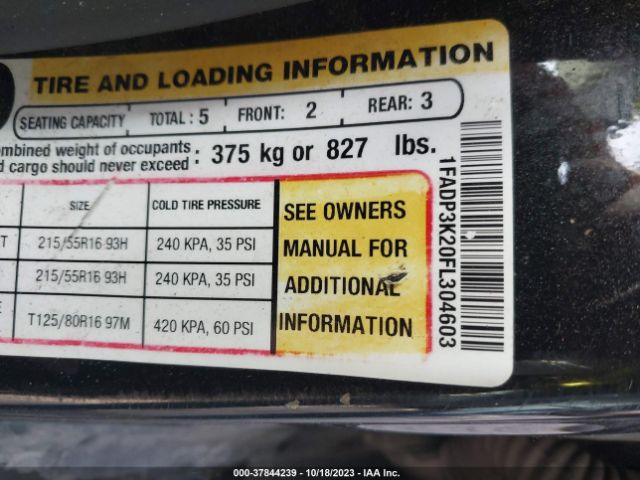 TIRE AND LOADING INFORMATION
SEATING CAPACITY TOTAL : 5 FRONT: 2 REAR: 3
of occupants : 375 kg or 827 lbs.
cargo should never exceed
SIZE COLD TIRE PRESSURE
215/55R16 93H 240 KPA, 35 PSI
215/55R16 93H 240 KPA, 35 PSI
T125/80R16 97M 420 KPA, 60 PSI
SEE OWNERS
MANUAL FOR
ADDITIONAL
INFORMATION
1FADP3K20FL304603
000-37844239 - 10/18/2023 - IAA Inc.